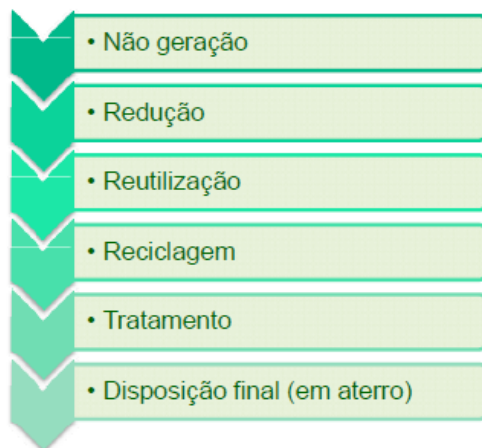 • Não geração
• Redução
• Reutilização
• Reciclagem
• Tratamento
• Disposição final (em aterro)